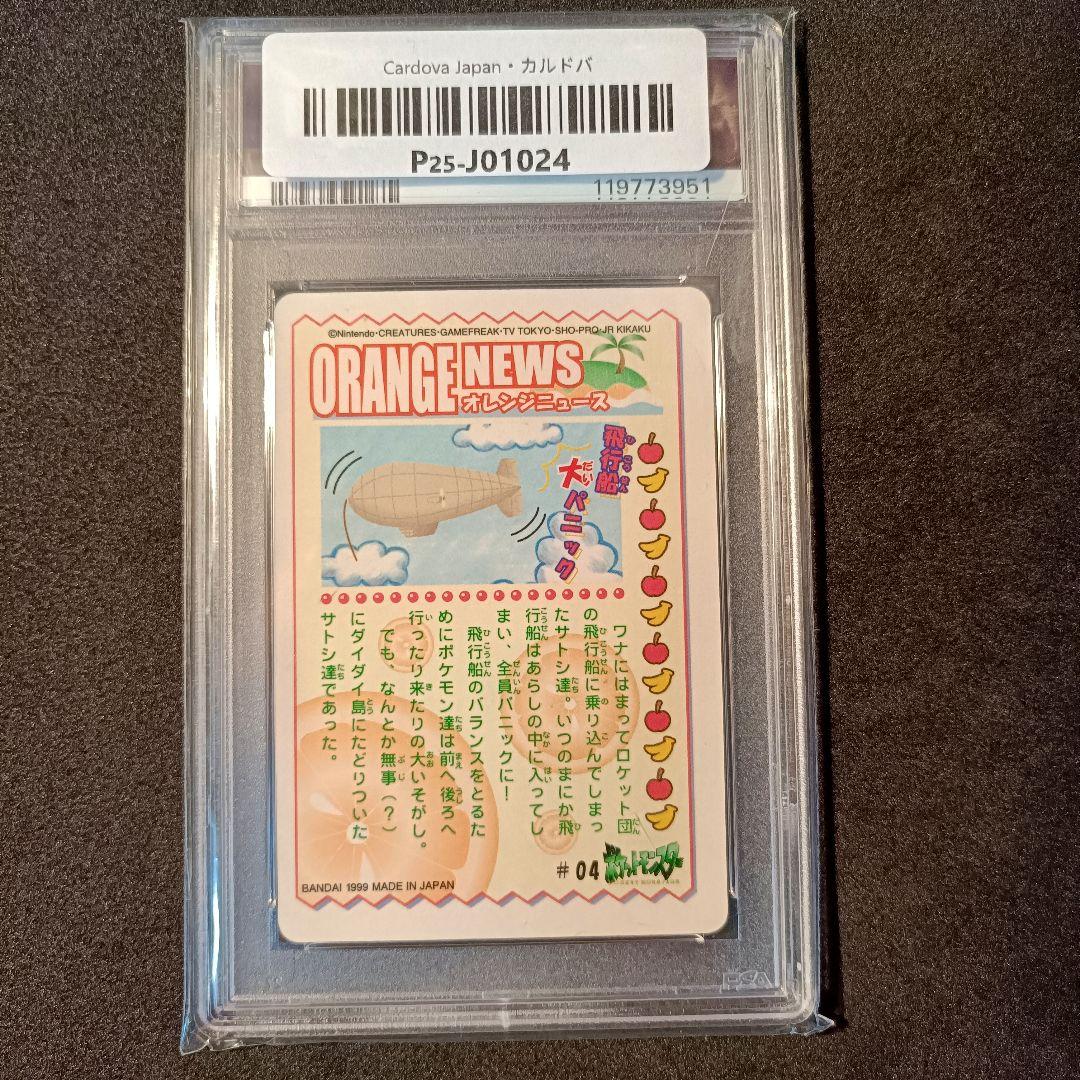 Cardova Japan・カルドバ
P25-J01024
119773951
©Nintendo・CREATURES・GAMEFREAK・TV TOKYO・SHO-PRO・JR KIKAKU
ORANGE NEWS
オレンジニュース
飛行船
ひこうせん
大パニック
だい
ワナにはまってロケット団
の飛行船に乗り込んでしまっ
たサトシ達。いつのまにか飛
行船はあらしの中に入ってし
まい、全員パニックに!
飛行船のバランスをとるた
めにポケモン達は前へ後ろへ
行ったり来たりの大いそがし。
でも、なんとか無事(?)
にダイダイ島にたどりついた
サトシ達であった。
#04
ポケットモンスター
BANDAI 1999 MADE IN JAPAN
PSA